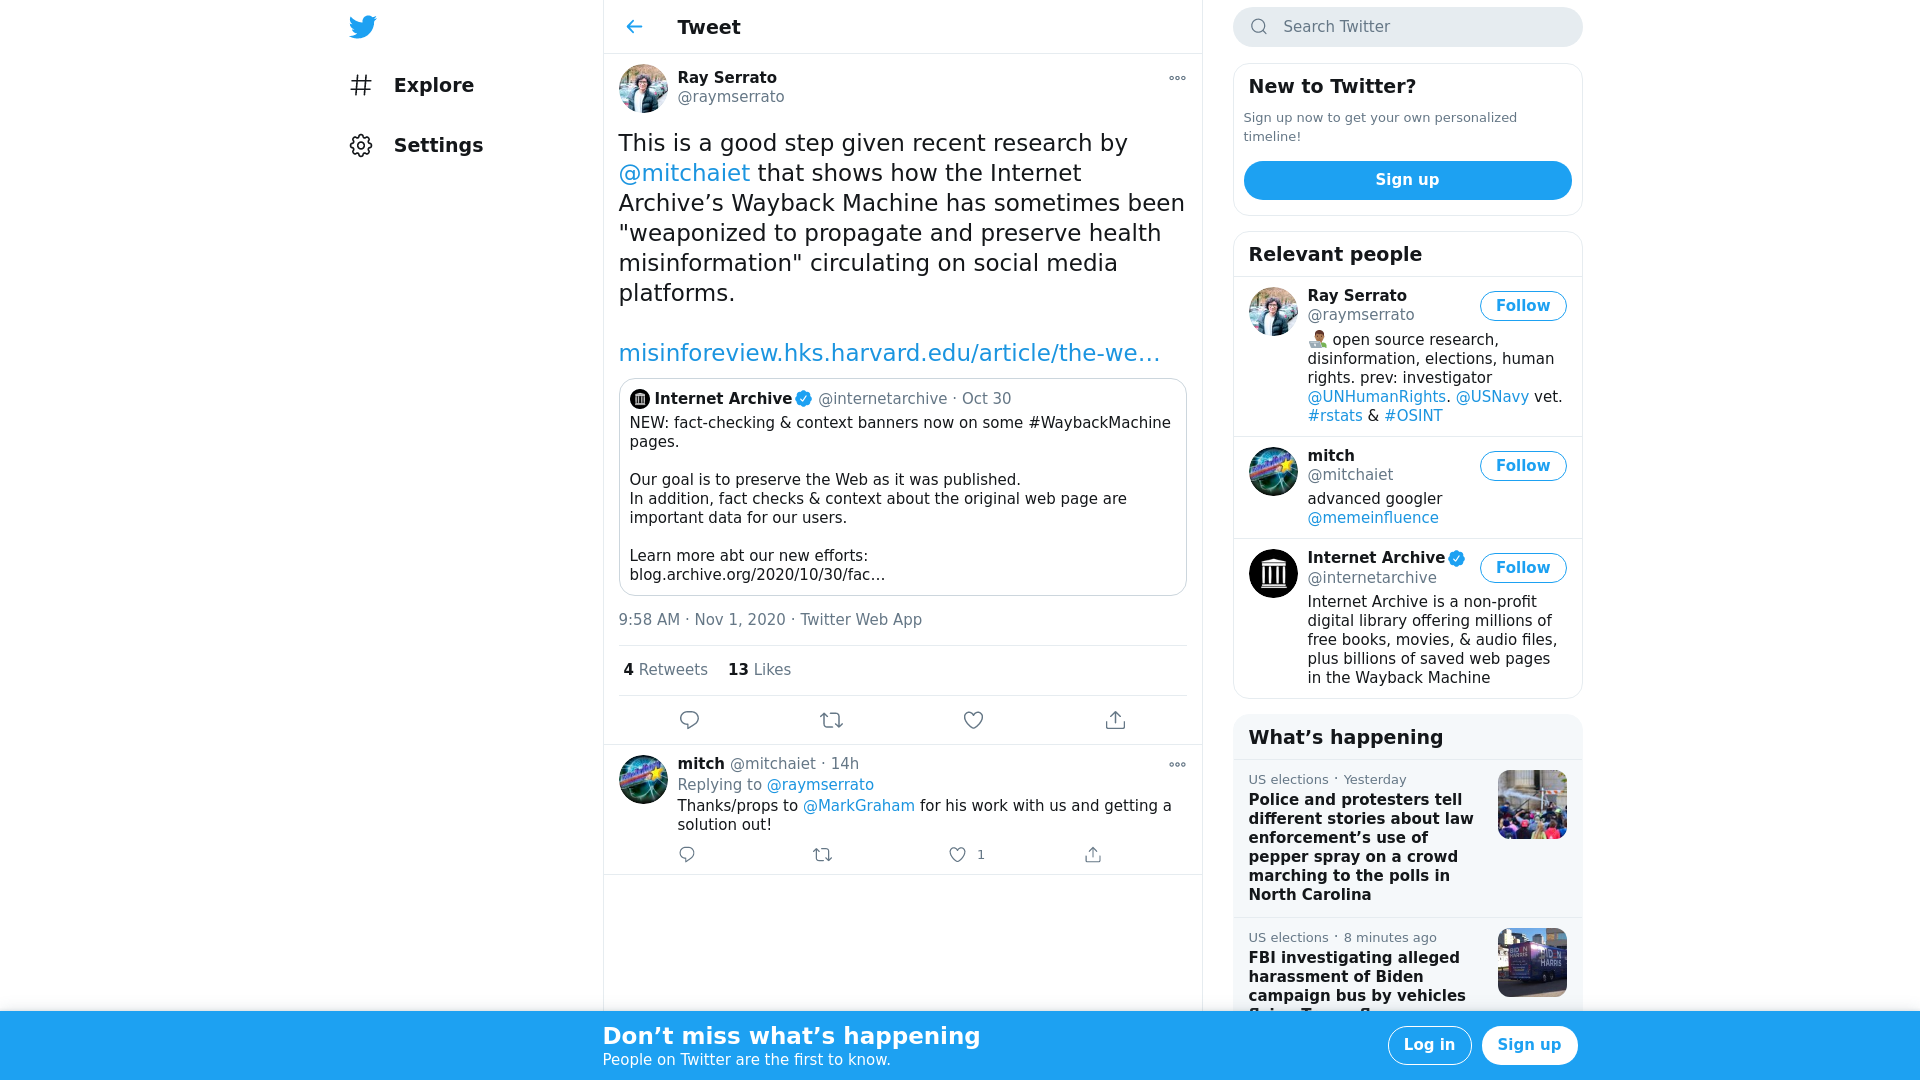 Explore
Settings
Tweet
Ray Serrato
@raymserrato
This is a good step given recent research by
@mitchaiet that shows how the Internet
Archive’s Wayback Machine has sometimes been
"weaponized to propagate and preserve health
misinformation" circulating on social media
platforms.
misinforeview.hks.harvard.edu/article/the-we…
Internet Archive @internetarchive · Oct 30
NEW: fact-checking & context banners now on some #WaybackMachine
pages.
Our goal is to preserve the Web as it was published.
In addition, fact checks & context about the original web page are
important data for our users.
Learn more abt our new efforts:
blog.archive.org/2020/10/30/fac…
9:58 AM · Nov 1, 2020 · Twitter Web App
4 Retweets 13 Likes
mitch @mitchaiet · 14h
Replying to @raymserrato
Thanks/props to @MarkGraham for his work with us and getting a
solution out!
1
Search Twitter
New to Twitter?
Sign up now to get your own personalized
timeline!
Sign up
Relevant people
Ray Serrato
@raymserrato
Follow
open source research,
disinformation, elections, human
rights. prev: investigator
@UNHumanRights. @USNavy vet.
#rstats & #OSINT
mitch
@mitchaiet
Follow
advanced googler
@memeinfluence
Internet Archive
@internetarchive
Follow
Internet Archive is a non-profit
digital library offering millions of
free books, movies, & audio files,
plus billions of saved web pages
in the Wayback Machine
What’s happening
US elections · Yesterday
Police and protesters tell
different stories about law
enforcement’s use of
pepper spray on a crowd
marching to the polls in
North Carolina
US elections · 8 minutes ago
FBI investigating alleged
harassment of Biden
campaign bus by vehicles
Don’t miss what’s happening
People on Twitter are the first to know.
Log in
Sign up